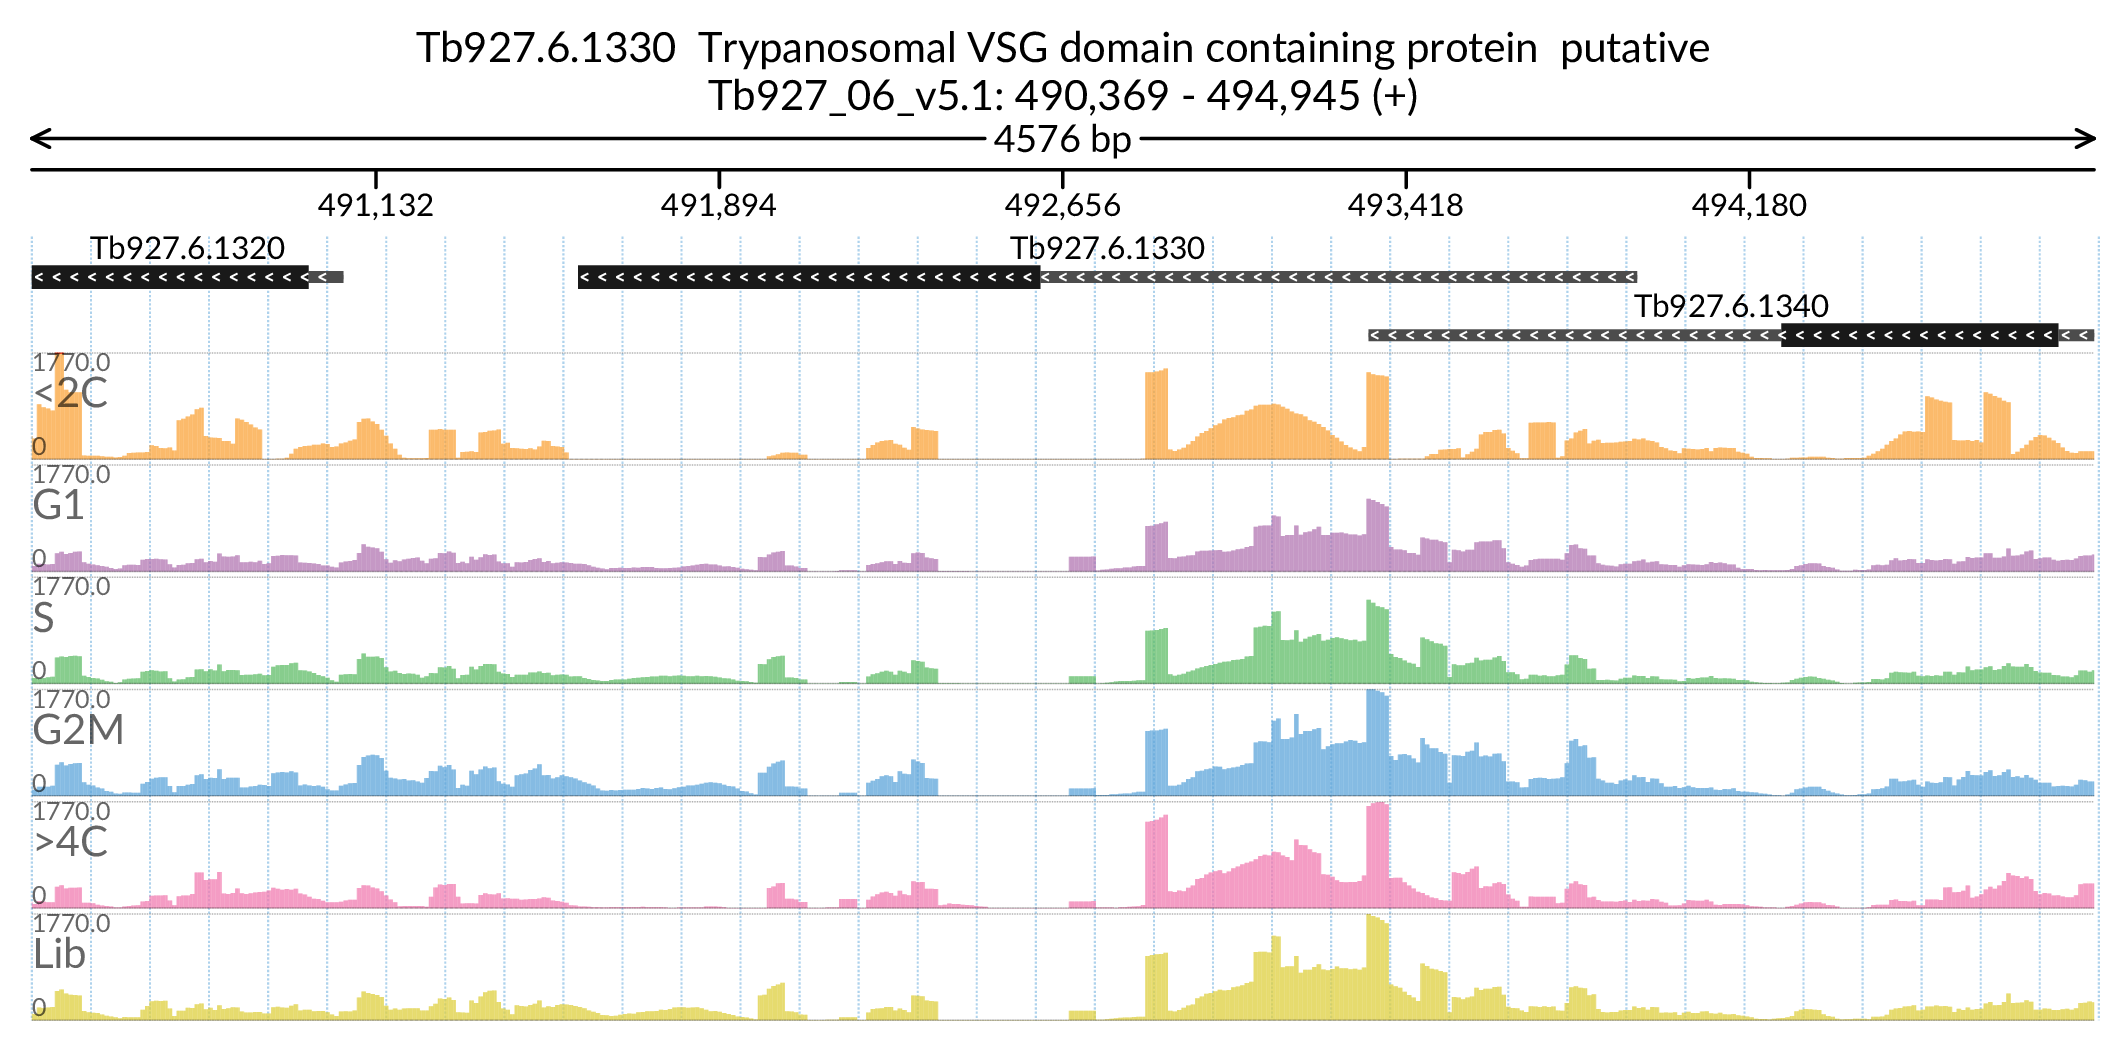 Tb927.6.1330  Trypanosomal VSG domain containing protein  putative
Tb927_06_v5.1: 490,369 - 494,945 (+)
4576 bp
491,132 491,894 492,656 493,418 494,180
Tb927.6.1320 Tb927.6.1330
Tb927.6.1340
1770.0
<2C
0
1770.0
G1
0
1770.0
S
0
1770.0
G2M
0
1770.0
>4C
0
1770.0
Lib
0